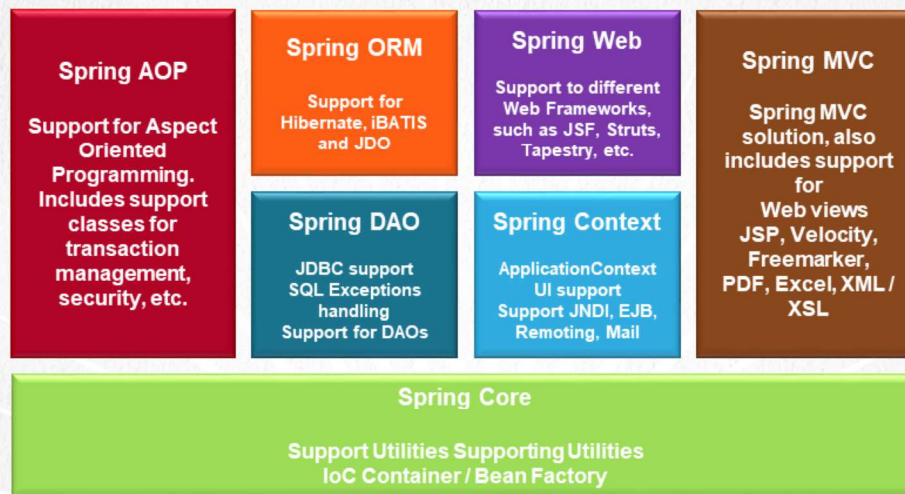 Spring AOP
Support for Aspect
Oriented
Programming.
Includes support
classes for
transaction
management,
security, etc.
Spring ORM
Support for
Hibernate, iBATIS
and JDO
Spring Web
Support to different
Web Frameworks,
such as JSF, Struts,
Tapestry, etc.
Spring DAO
JDBC support
SQL Exceptions
handling
Support for DAOs
Spring Context
ApplicationContext
UI support
Support JNDI, EJB,
Remoting, Mail
Spring MVC
Spring MVC
solution, also
includes support
for
Web views
JSP, Velocity,
Freemarker,
PDF, Excel, XML /
XSL
Spring Core
Support Utilities Supporting Utilities
IoC Container / Bean Factory